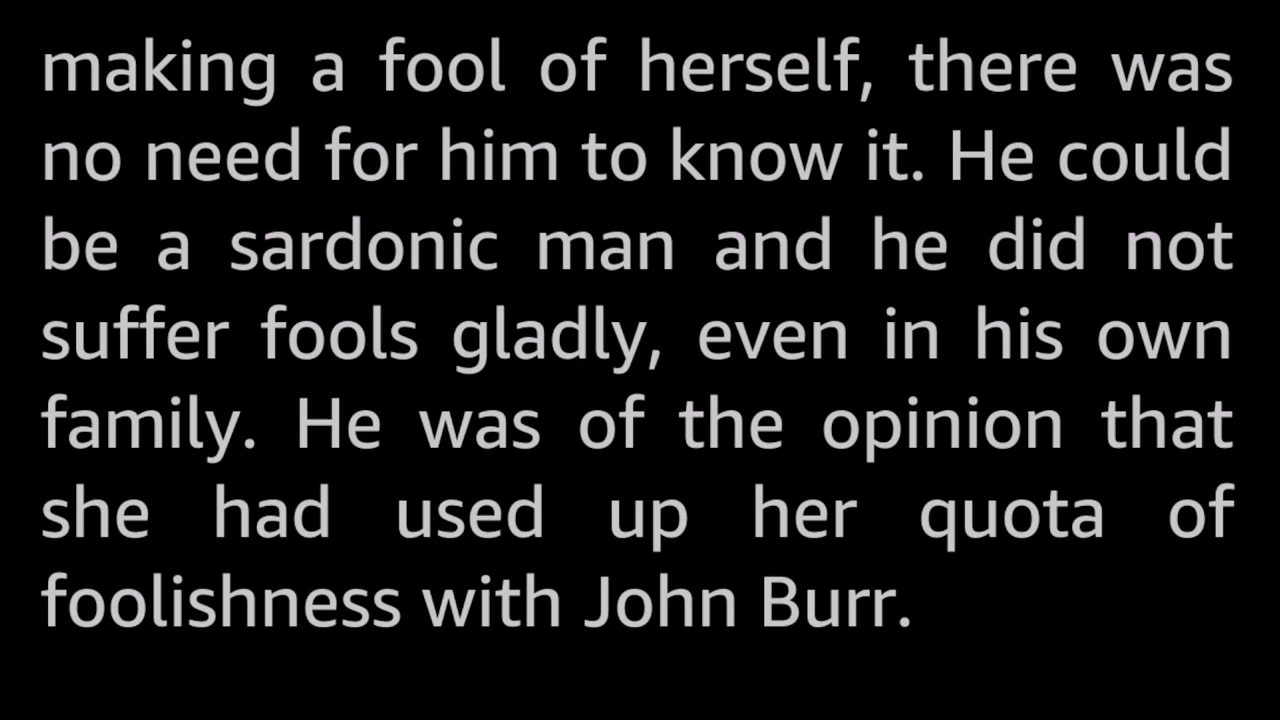 making a fool of herself, there was
no need for him to know it. He could
be a sardonic man and he did not
suffer fools gladly, even in his own
family. He was of the opinion that
she had used up her quota of
foolishness with John Burr.